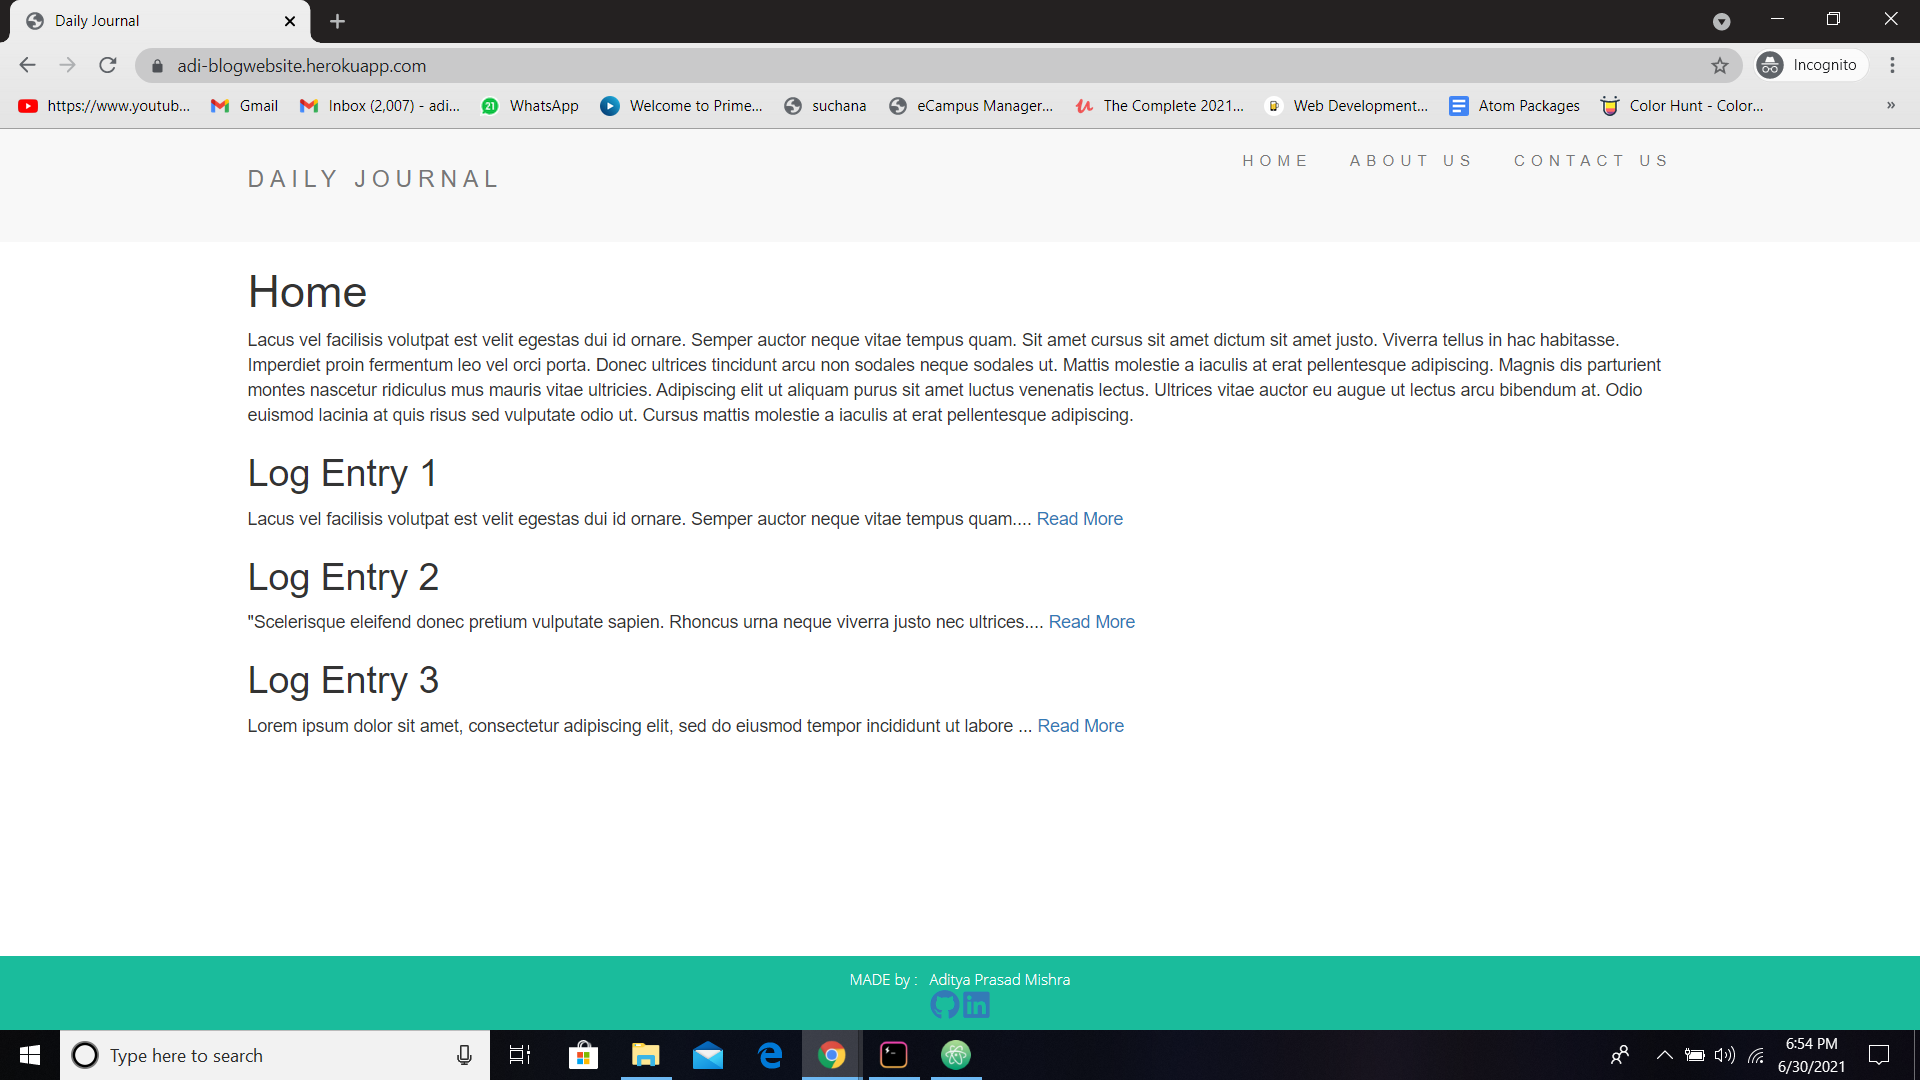 Daily Journal
adi-blogwebsite.herokuapp.com
Incognito
https://www.youtub...
Gmail
Inbox (2,007) - adi...
21
WhatsApp
Welcome to Prime...
suchana
eCampus Manager...
The Complete 2021...
Web Development...
Atom Packages
Color Hunt - Color...
»
DAILY JOURNAL
HOME
ABOUT US
CONTACT US
Home
Lacus vel facilisis volutpat est velit egestas dui id ornare. Semper auctor neque vitae tempus quam. Sit amet cursus sit amet dictum sit amet justo. Viverra tellus in hac habitasse.
Imperdiet proin fermentum leo vel orci porta. Donec ultrices tincidunt arcu non sodales neque sodales ut. Mattis molestie a iaculis at erat pellentesque adipiscing. Magnis dis parturient
montes nascetur ridiculus mus mauris vitae ultricies. Adipiscing elit ut aliquam purus sit amet luctus venenatis lectus. Ultrices vitae auctor eu augue ut lectus arcu bibendum at. Odio
euismod lacinia at quis risus sed vulputate odio ut. Cursus mattis molestie a iaculis at erat pellentesque adipiscing.
Log Entry 1
Lacus vel facilisis volutpat est velit egestas dui id ornare. Semper auctor neque vitae tempus quam.... Read More
Log Entry 2
"Scelerisque eleifend donec pretium vulputate sapien. Rhoncus urna neque viverra justo nec ultrices.... Read More
Log Entry 3
Lorem ipsum dolor sit amet, consectetur adipiscing elit, sed do eiusmod tempor incididunt ut labore ... Read More
MADE by : Aditya Prasad Mishra
in
Type here to search
6:54 PM
6/30/2021